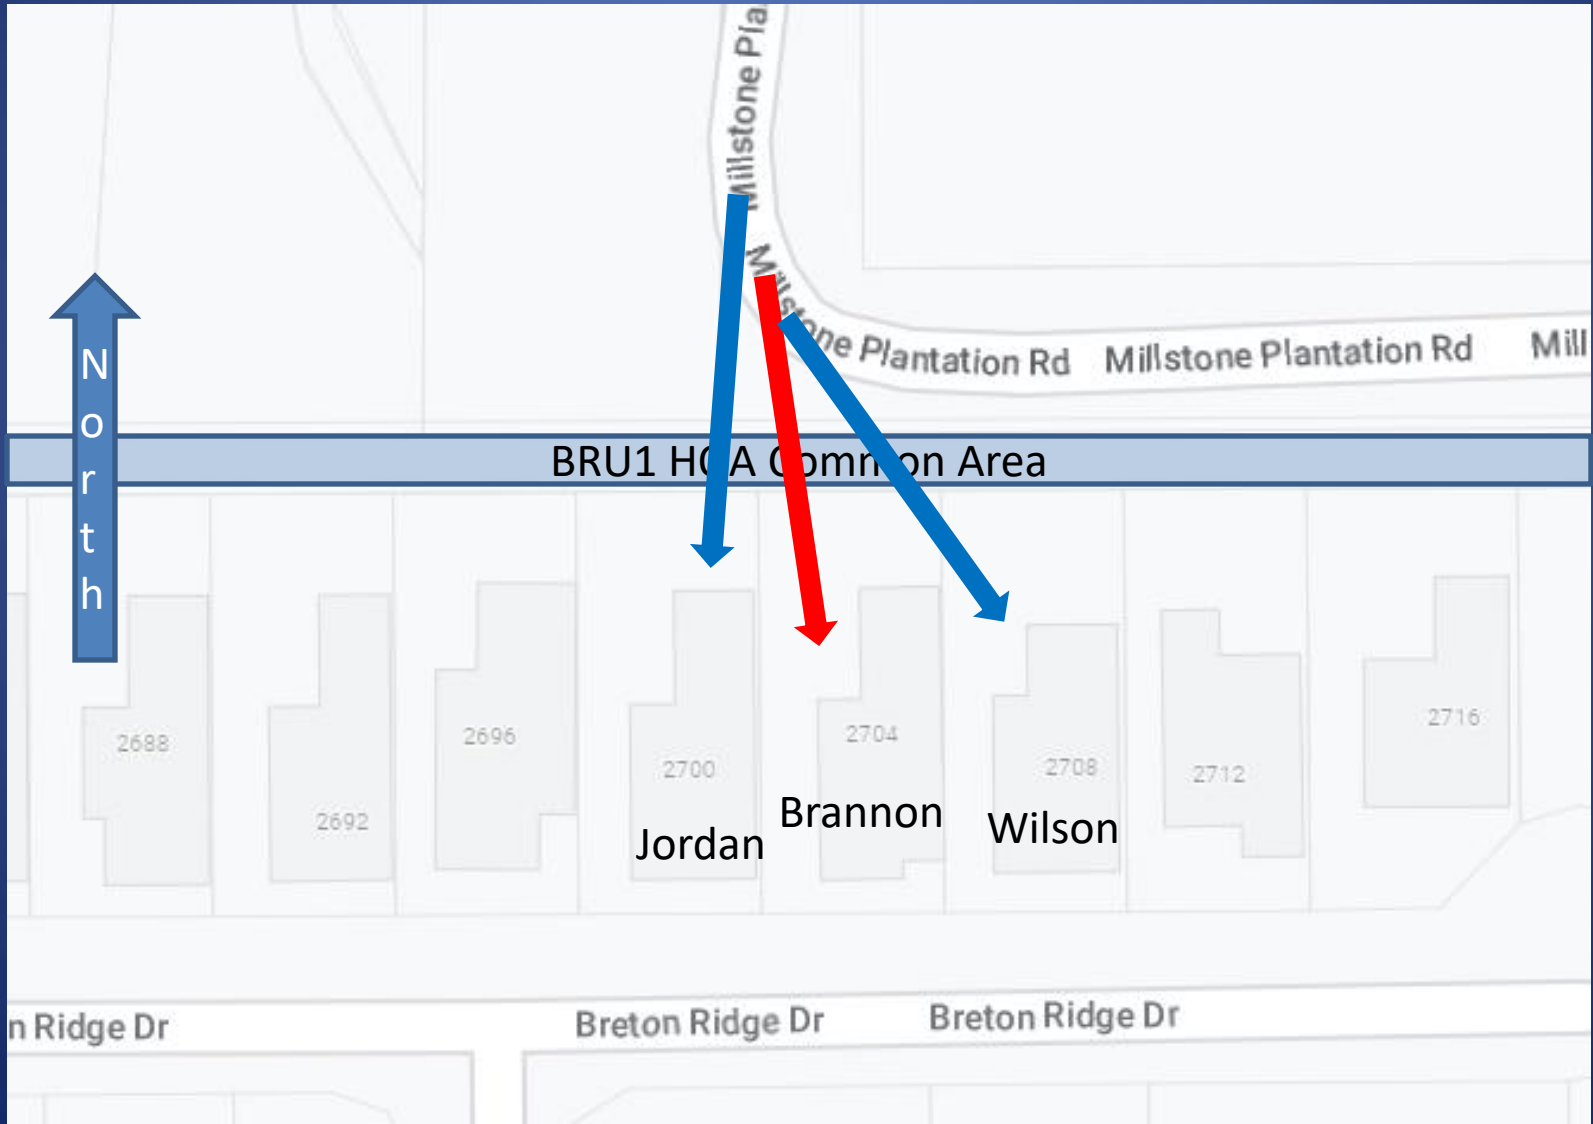 Millstone Pla
Millstone Plantation Rd
Millstone Plantation Rd
Mill
North
BRU1 HOA Common Area
2688
2692
2696
2700
2704
2708
2712
2716
Jordan
Brannon
Wilson
n Ridge Dr
Breton Ridge Dr
Breton Ridge Dr